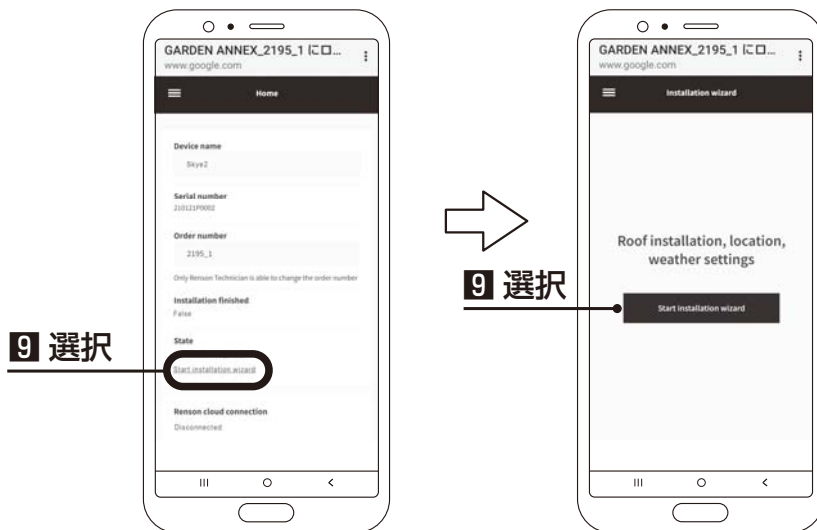 GARDEN ANNEX_2195_1 にロ...
www.google.com
Home
Device name
Skye2
Serial number
210121P0002
Order number
2195_1
Only Renson Technician is able to change the order number
Installation finished
False
State
Start installation wizard
Renson cloud connection
Disconnected
9 選択
GARDEN ANNEX_2195_1 にロ...
www.google.com
Installation wizard
Roof installation, location,
weather settings
Start installation wizard
9 選択